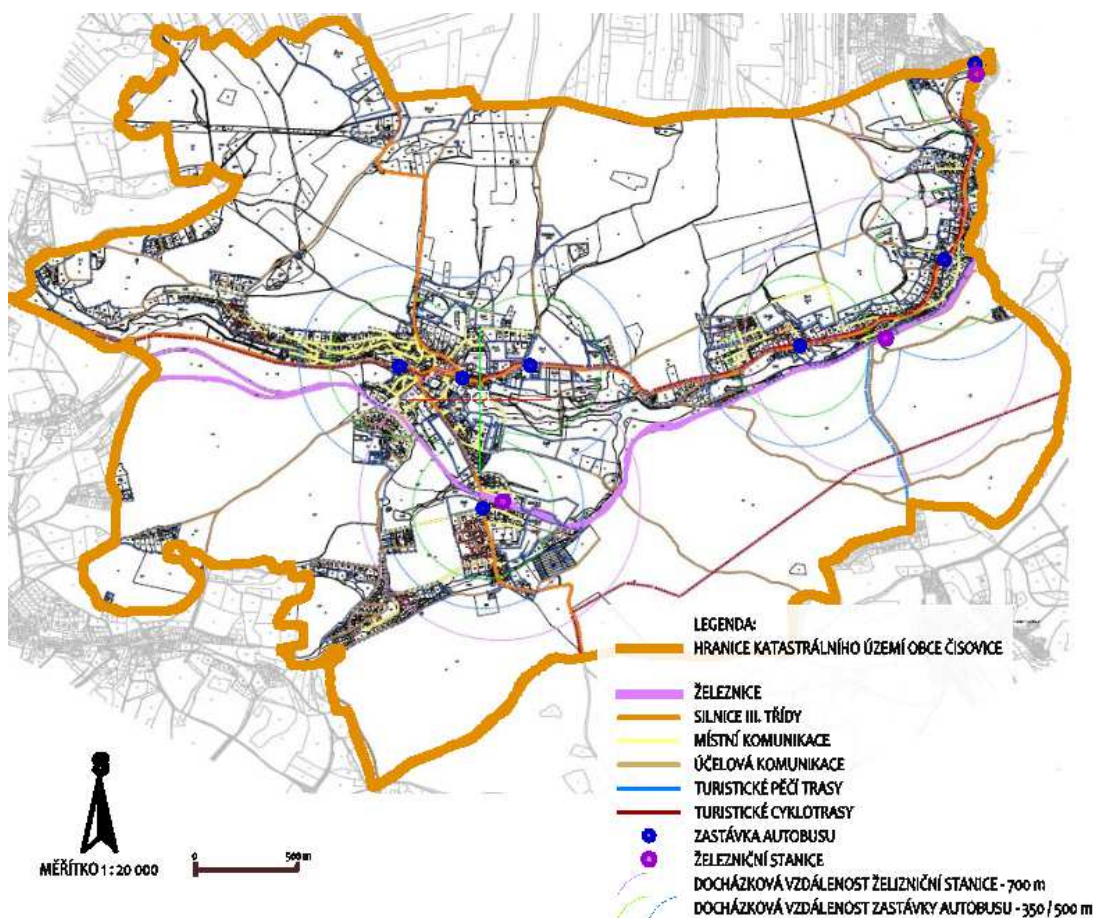 LEGENDA:
HRANICE KATASTRÁLNÍHO ÚZEMÍ OBCE ČISOVICE
ŽELEZNICE
SILNICE III. TŘÍDY
MÍSTNÍ KOMUNIKACE
ÚČELOVÁ KOMUNIKACE
TURISTICKÉ PĚČÍ TRASY
TURISTICKÉ CYKLOTRASY
ZASTÁVKA AUTOBUSU
ŽELEZNIČNÍ STANICE
DOCHÁZKOVÁ VZDÁLENOST ŽELIZNIČNÍ STANICE - 700 m
DOCHÁZKOVÁ VZDÁLENOST ZASTÁVKY AUTOBUSU - 350 / 500 m
S
MĚŘÍTKO 1 : 20 000
0 500 m